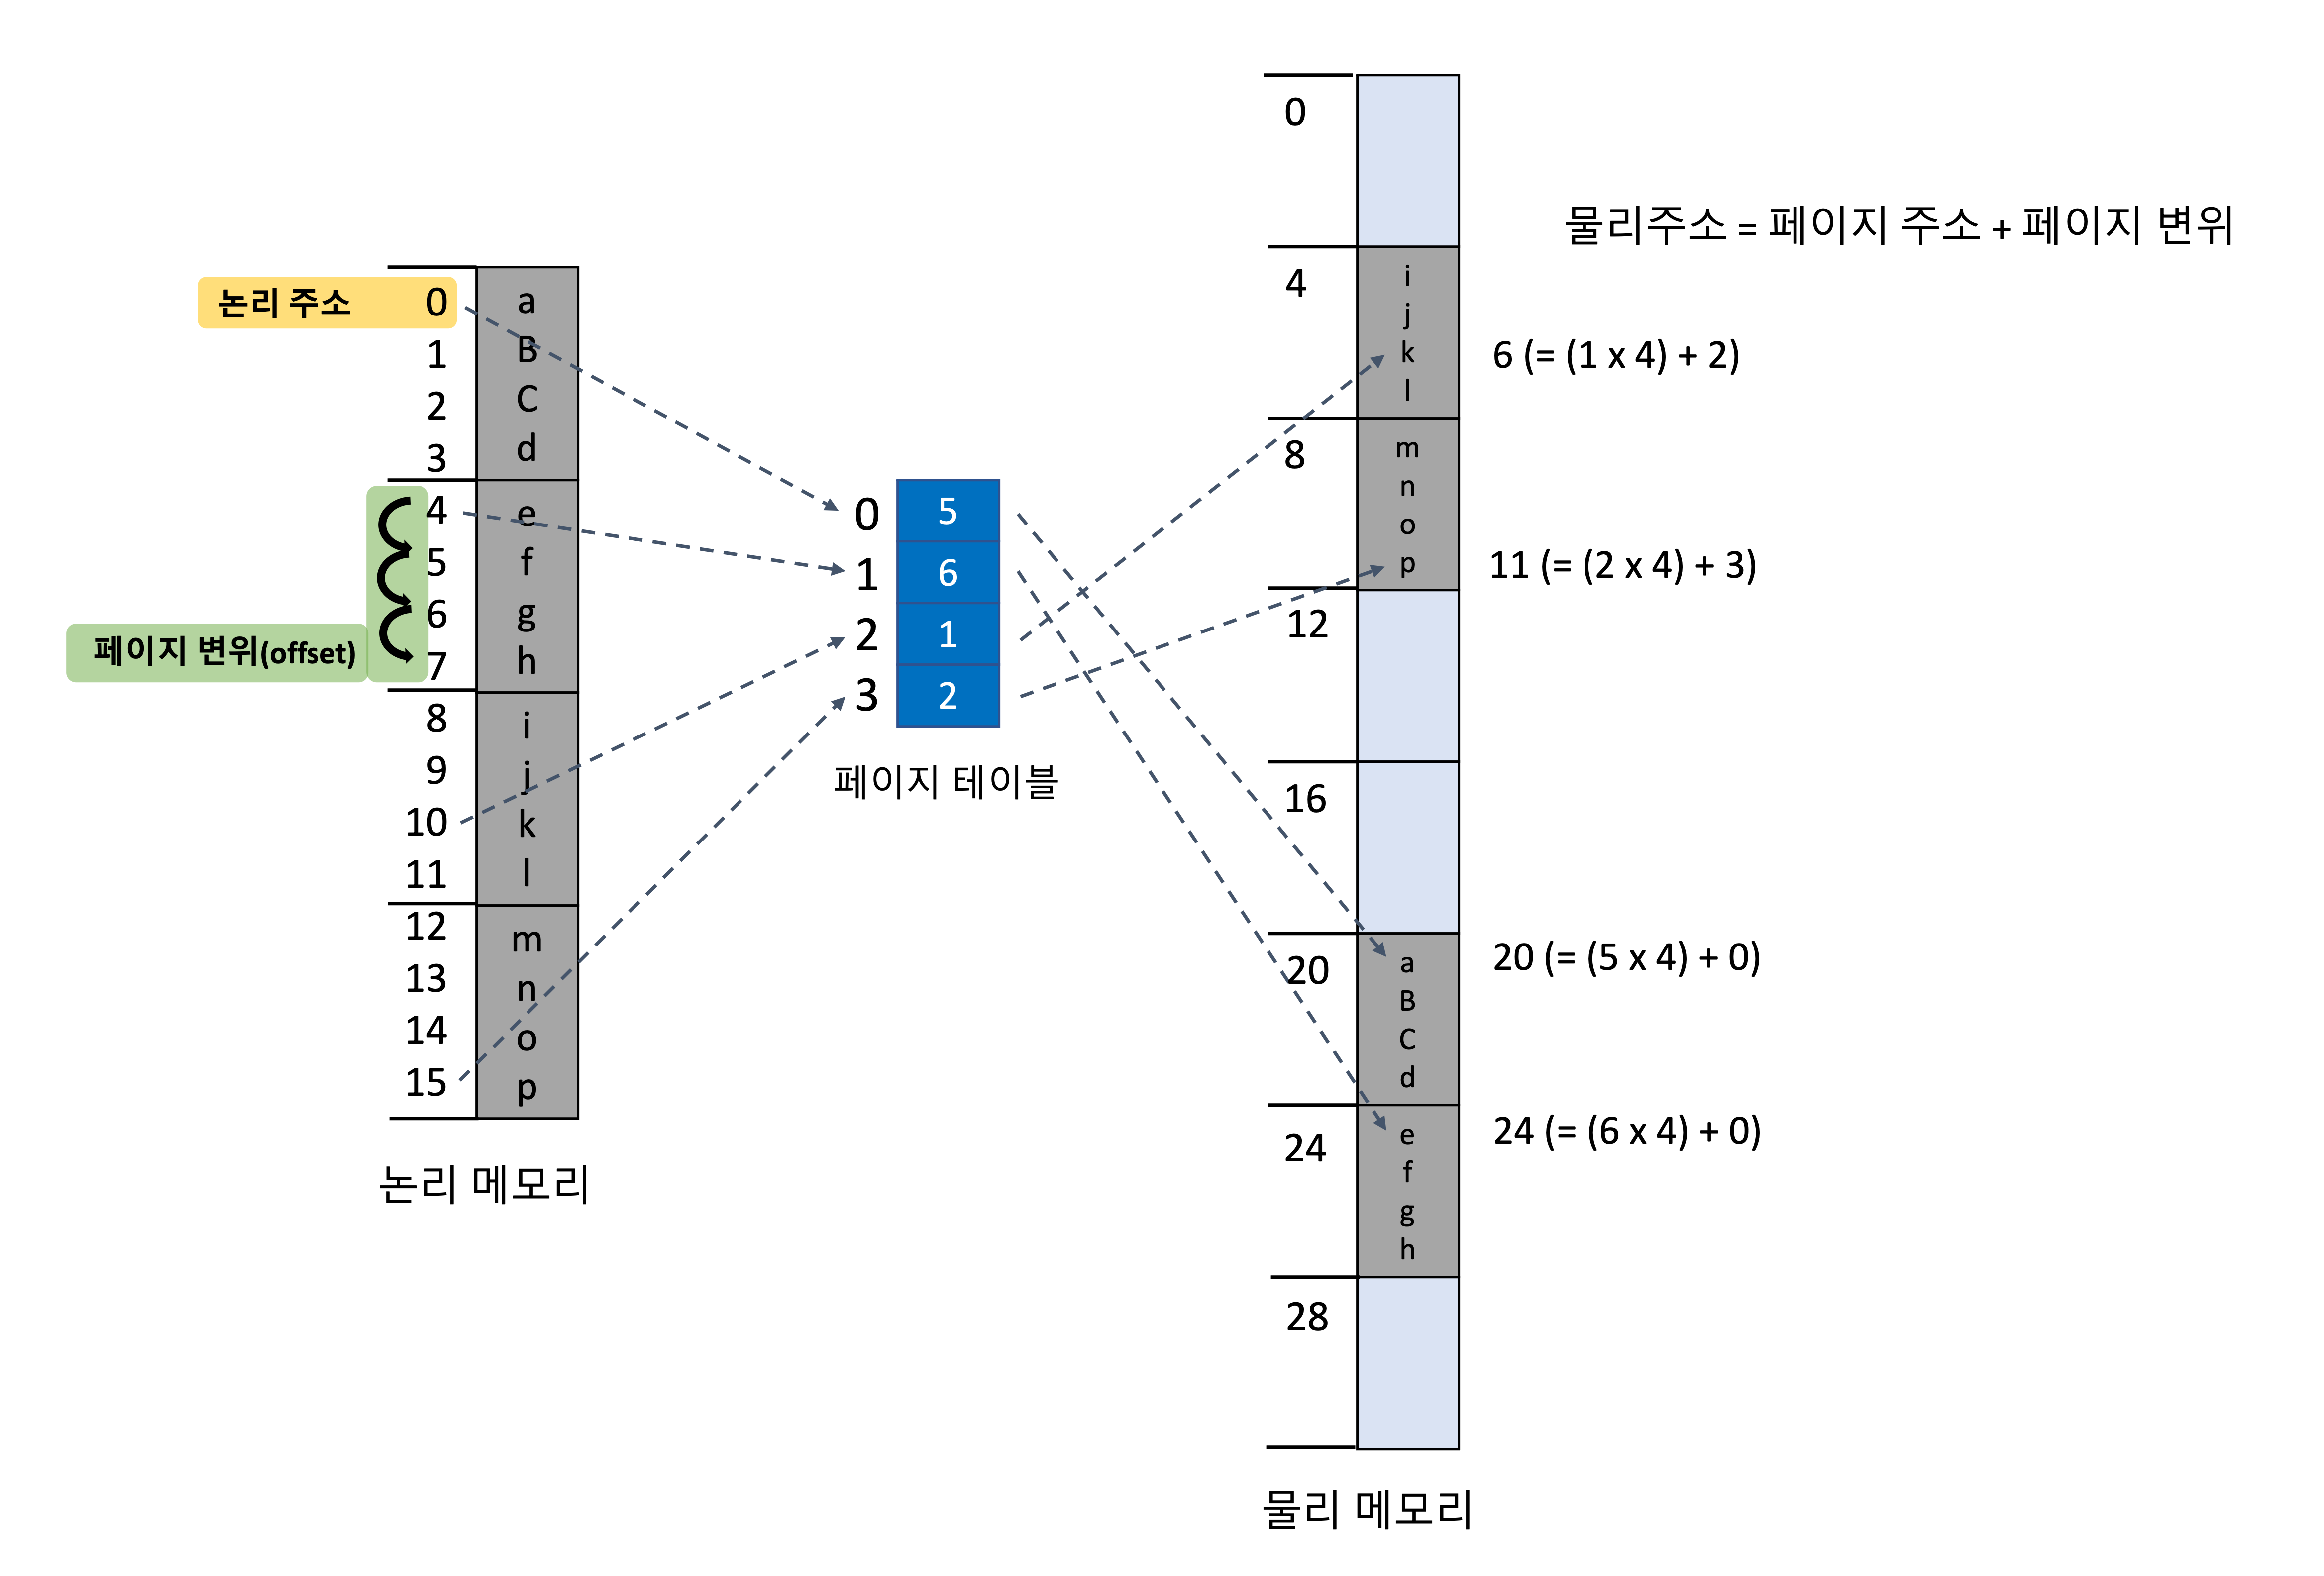 논리 주소
0 a
1 B
2 C
3 d
4 e
5 f
6 g
7 h
페이지 변위(offset)
8 i
9 j
10 k
11 l
12 m
13 n
14 o
15 p
논리 메모리
0 5
1 6
2 1
3 2
페이지 테이블
물리주소 = 페이지 주소 + 페이지 변위
0
4
i
j
k
l
6 (= (1 x 4) + 2)
8
m
n
o
p
11 (= (2 x 4) + 3)
12
16
20
a
B
C
d
20 (= (5 x 4) + 0)
24
e
f
g
h
24 (= (6 x 4) + 0)
28
물리 메모리